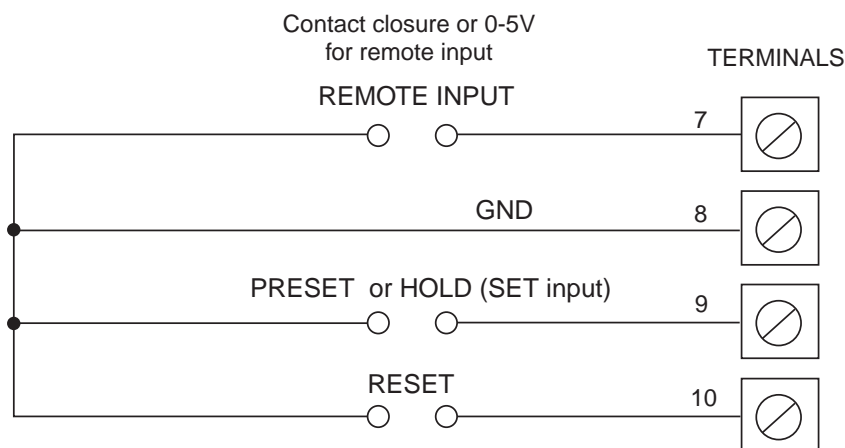 Contact closure or 0-5V
for remote input
TERMINALS
REMOTE INPUT
7
GND
8
PRESET or HOLD (SET input)
9
RESET
10